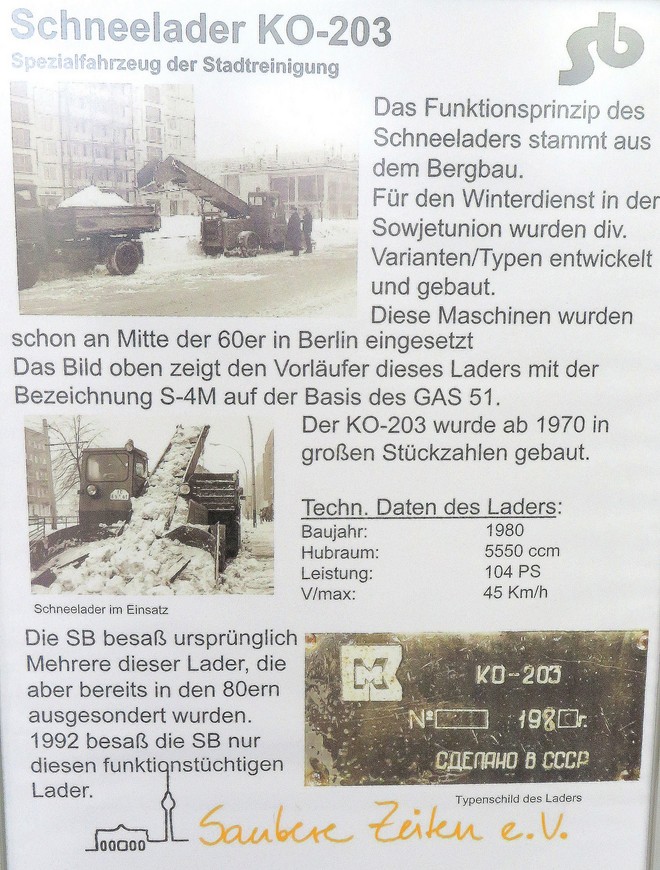 Schneelader KO-203
Spezialfahrzeug der Stadtreinigung
sb
Das Funktionsprinzip des
Schneeladers stammt aus
dem Bergbau.
Für den Winterdienst in der
Sowjetunion wurden div.
Varianten/Typen entwickelt
und gebaut.
Diese Maschinen wurden
schon an Mitte der 60er in Berlin eingesetzt
Das Bild oben zeigt den Vorläufer dieses Laders mit der
Bezeichnung S-4M auf der Basis des GAS 51.
Der KO-203 wurde ab 1970 in
großen Stückzahlen gebaut.
Techn. Daten des Laders:
Baujahr: 1980
Hubraum: 5550 ccm
Leistung: 104 PS
V/max: 45 Km/h
Schneelader im Einsatz
Die SB besaß ursprünglich
Mehrere dieser Lader, die
aber bereits in den 80ern
ausgesondert wurden.
1992 besaß die SB nur
diesen funktionstüchtigen
Lader.
КО-203
№ 198 г.
СДЕЛАНО В СССР
Typenschild des Laders
Saubere Zeiten e.V.